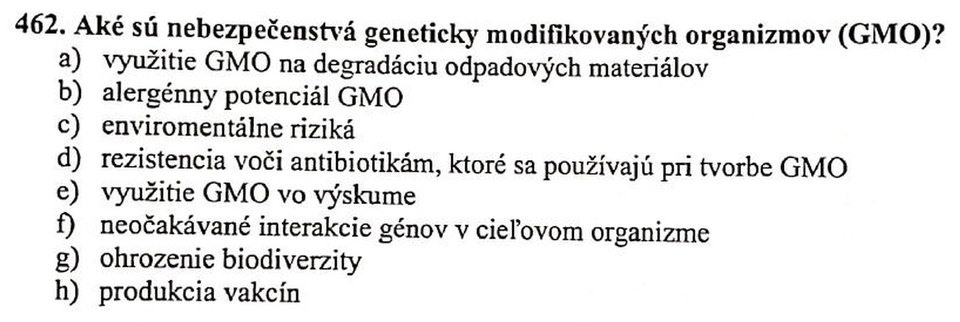 462. Aké sú nebezpečenstvá geneticky modifikovaných organizmov (GMO)?
a) využitie GMO na degradáciu odpadových materiálov
b) alergénny potenciál GMO
c) enviromentálne riziká
d) rezistencia voči antibiotikám, ktoré sa používajú pri tvorbe GMO
e) využitie GMO vo výskume
f) neočakávané interakcie génov v cieľovom organizme
g) ohrozenie biodiverzity
h) produkcia vakcín